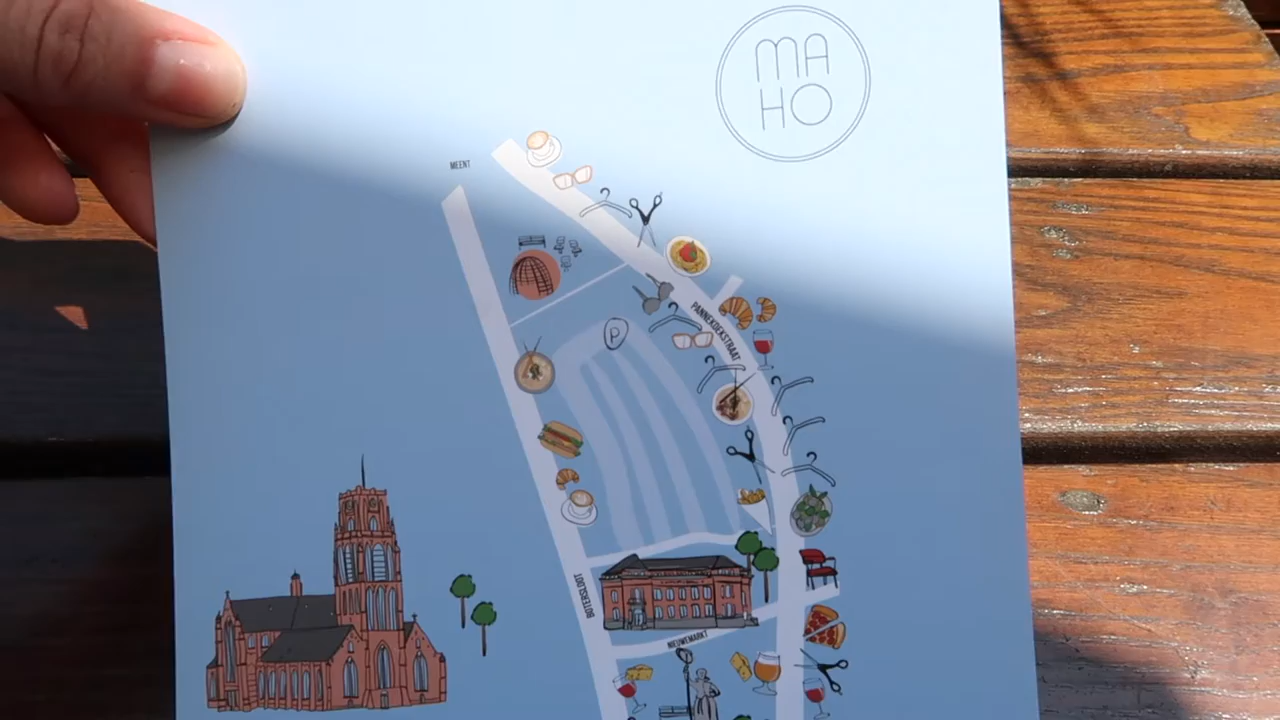 MA
HO
MEENT
P
PANNEKOEKSTRAAT
BOTERSLOOT
NIEUWEMARKT